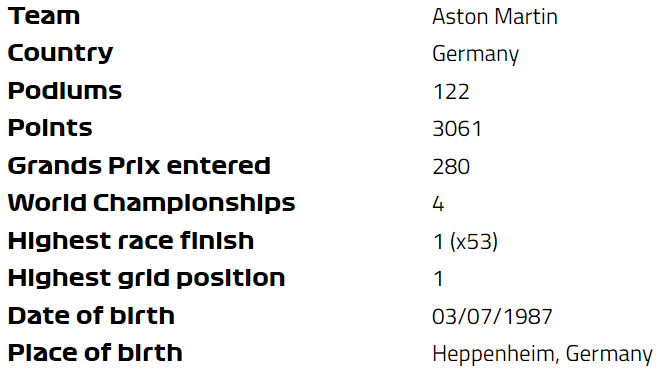 Team Aston Martin
Country Germany
Podiums 122
Points 3061
Grands Prix entered 280
World Championships 4
Highest race finish 1 (x53)
Highest grid position 1
Date of birth 03/07/1987
Place of birth Heppenheim, Germany